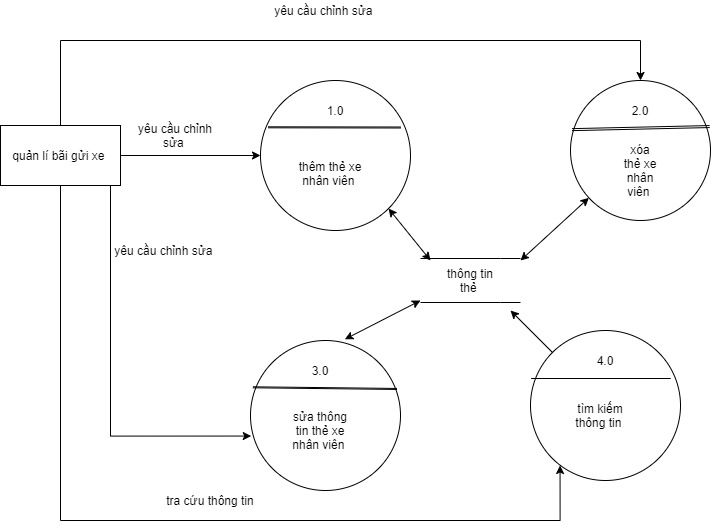 yêu cầu chỉnh sửa
1.0
2.0
yêu cầu chỉnh
sửa
quản lí bãi gửi xe
thêm thẻ xe
nhân viên
xóa
thẻ xe
nhân
viên
yêu cầu chỉnh sửa
thông tin
thẻ
3.0
4.0
sửa thông
tin thẻ xe
nhân viên
tìm kiếm
thông tin
tra cứu thông tin